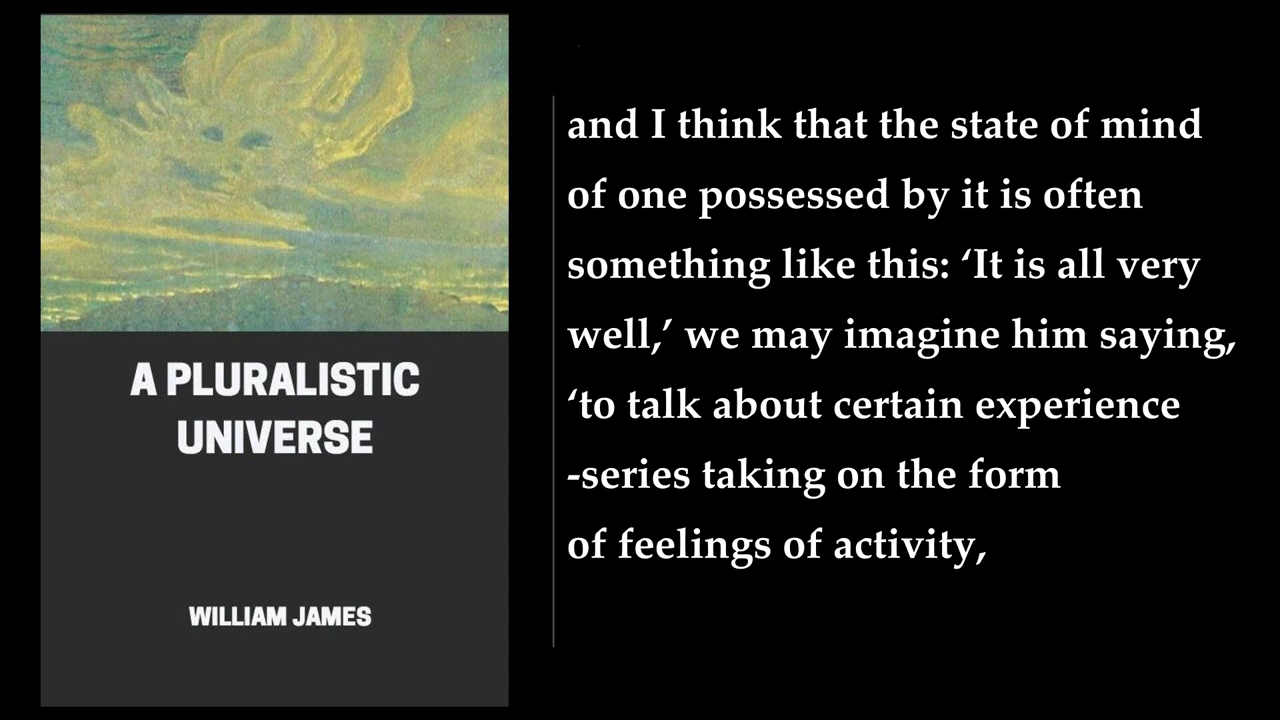 A PLURALISTIC
UNIVERSE
WILLIAM JAMES
and I think that the state of mind
of one possessed by it is often
something like this: ‘It is all very
well,’ we may imagine him saying,
‘to talk about certain experience
-series taking on the form
of feelings of activity,